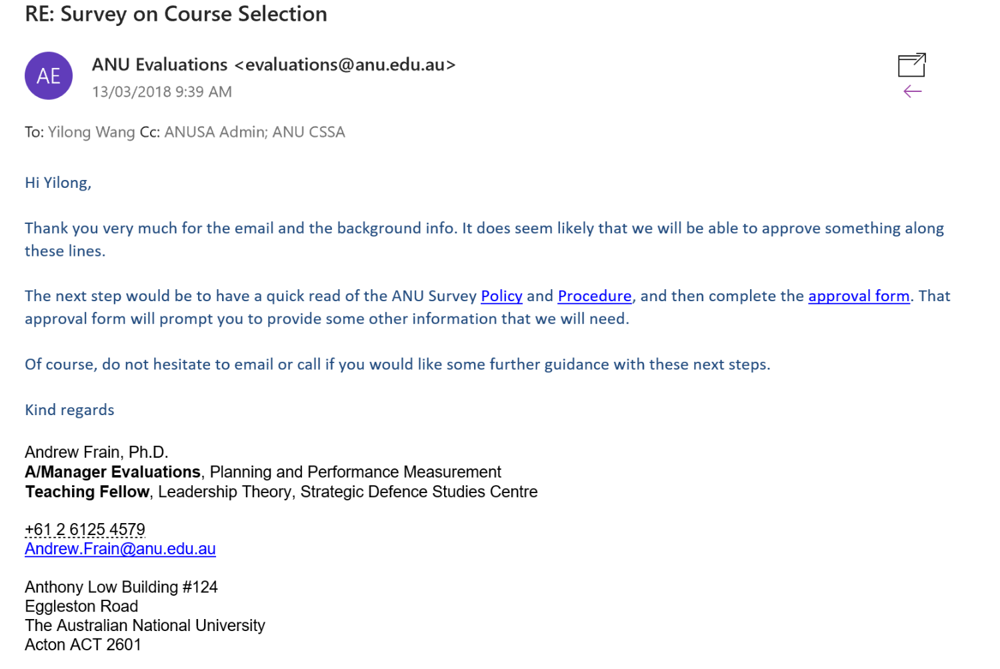 RE: Survey on Course Selection
AE
ANU Evaluations <evaluations@anu.edu.au>
13/03/2018 9:39 AM
To: Yilong Wang Cc: ANUSA Admin; ANU CSSA
Hi Yilong,
Thank you very much for the email and the background info. It does seem likely that we will be able to approve something along
these lines.
The next step would be to have a quick read of the ANU Survey Policy and Procedure, and then complete the approval form. That
approval form will prompt you to provide some other information that we will need.
Of course, do not hesitate to email or call if you would like some further guidance with these next steps.
Kind regards
Andrew Frain, Ph.D.
A/Manager Evaluations, Planning and Performance Measurement
Teaching Fellow, Leadership Theory, Strategic Defence Studies Centre
+61 2 6125 4579
Andrew.Frain@anu.edu.au
Anthony Low Building #124
Eggleston Road
The Australian National University
Acton ACT 2601